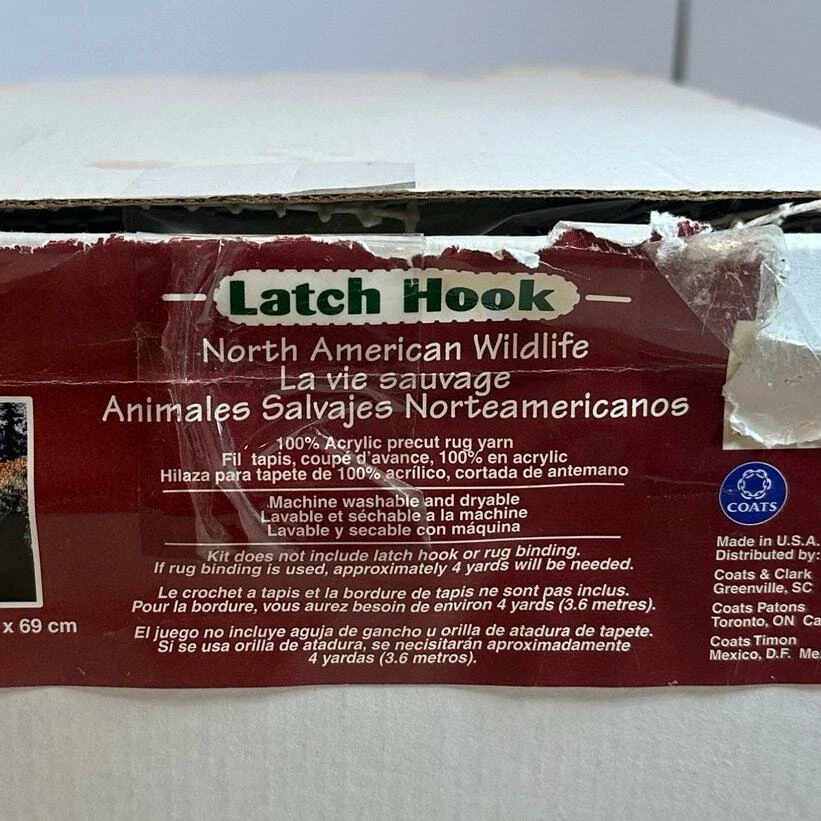 Latch Hook
North American Wildlife
La vie sauvage
Animales Salvajes Norteamericanos
100% Acrylic precut rug yarn
Fil tapis, coupé d'avance, 100% en acrylic
Hilaza para tapete de 100% acrílico, cortada de antemano
Machine washable and dryable
Lavable et séchable a la machine
Lavable y secable con máquina
Kit does not include latch hook or rug binding.
If rug binding is used, approximately 4 yards will be needed.
Le crochet a tapis et la bordure de tapis ne sont pas inclus.
Pour la bordure, vous aurez besoin de environ 4 yards (3.6 metres).
El juego no incluye aguja de gancho u orilla de atadura de tapete.
Si se usa orilla de atadura, se necisitarán aproximadamente
4 yardas (3.6 metros).
x 69 cm
COATS
Made in U.S.A.
Distributed by:
Coats & Clark
Greenville, SC
Coats Patons
Toronto, ON Ca
Coats Timon
Mexico, D.F. Me